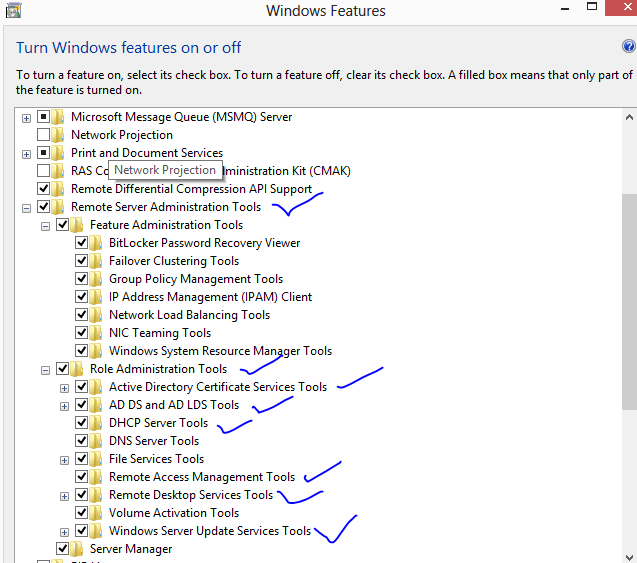 Windows Features
Turn Windows features on or off
To turn a feature on, select its check box. To turn a feature off, clear its check box. A filled box means that only part of
the feature is turned on.
Microsoft Message Queue (MSMQ) Server
Network Projection
Print and Document Services
RAS Co
Network Projection
ministration Kit (CMAK)
Remote Differential Compression API Support
Remote Server Administration Tools
Feature Administration Tools
BitLocker Password Recovery Viewer
Failover Clustering Tools
Group Policy Management Tools
IP Address Management (IPAM) Client
Network Load Balancing Tools
NIC Teaming Tools
Windows System Resource Manager Tools
Role Administration Tools
Active Directory Certificate Services Tools
AD DS and AD LDS Tools
DHCP Server Tools
DNS Server Tools
File Services Tools
Remote Access Management Tools
Remote Desktop Services Tools
Volume Activation Tools
Windows Server Update Services Tools
Server Manager